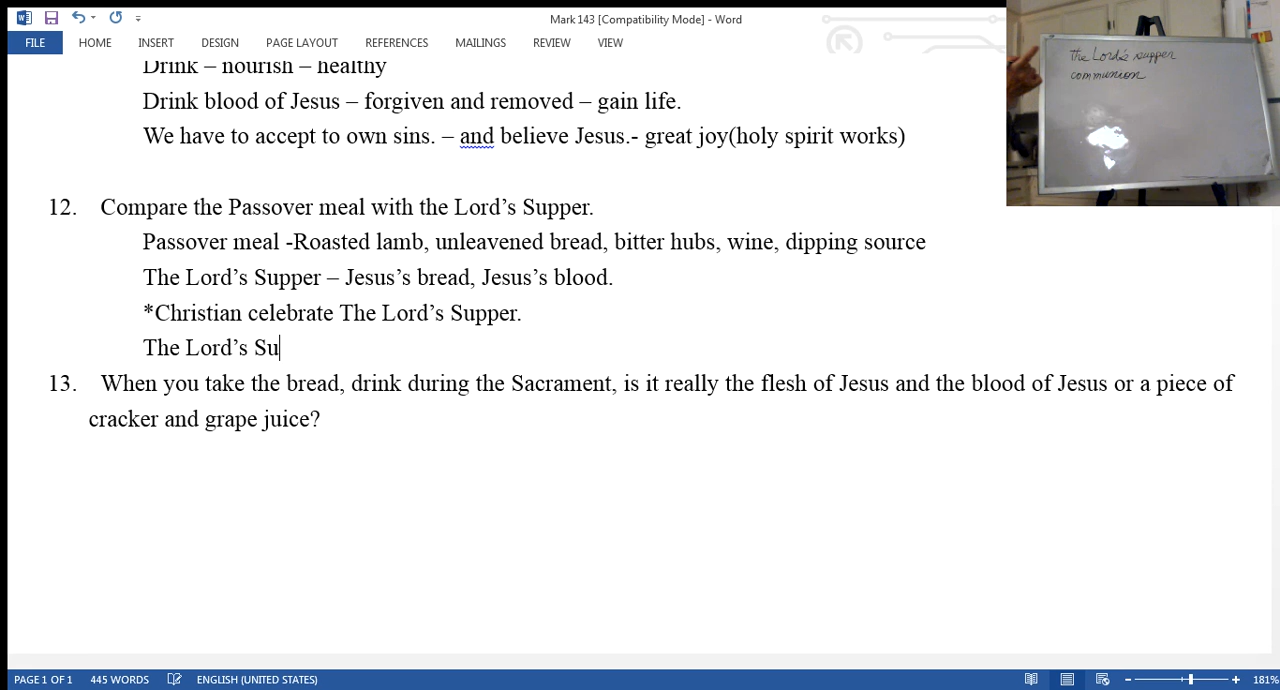 Mark 143 [Compatibility Mode] - Word
FILE HOME INSERT DESIGN PAGE LAYOUT REFERENCES MAILINGS REVIEW VIEW
Drink – nourish – healthy
Drink blood of Jesus – forgiven and removed – gain life.
We have to accept to own sins. – and believe Jesus.- great joy(holy spirit works)
12. Compare the Passover meal with the Lord’s Supper.
Passover meal -Roasted lamb, unleavened bread, bitter hubs, wine, dipping source
The Lord’s Supper – Jesus’s bread, Jesus’s blood.
*Christian celebrate The Lord’s Supper.
The Lord’s Su
13. When you take the bread, drink during the Sacrament, is it really the flesh of Jesus and the blood of Jesus or a piece of
cracker and grape juice?
the Lord's supper
communion
PAGE 1 OF 1 445 WORDS ENGLISH (UNITED STATES) 181%